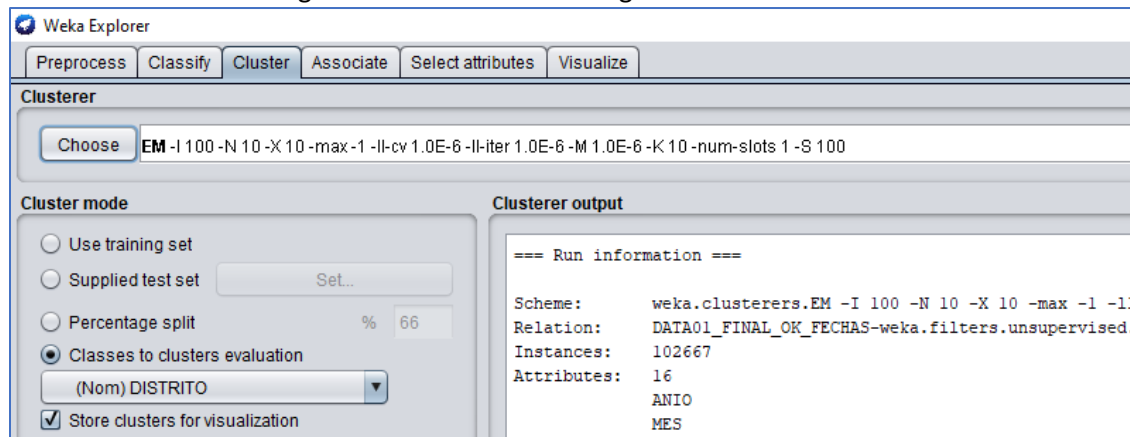 Weka Explorer
Preprocess Classify Cluster Associate Select attributes Visualize
Clusterer
Choose EM -I 100 -N 10 -X 10 -max -1 -ll-cv 1.0E-6 -ll-iter 1.0E-6 -M 1.0E-6 -K 10 -num-slots 1 -S 100
Cluster mode
Use training set
Supplied test set Set...
Percentage split % 66
Classes to clusters evaluation
(Nom) DISTRITO
Store clusters for visualization
Clusterer output
=== Run information ===
Scheme: weka.clusterers.EM -I 100 -N 10 -X 10 -max -1 -ll
Relation: DATA01_FINAL_OK_FECHAS-weka.filters.unsupervised.
Instances: 102667
Attributes: 16
ANIO
MES